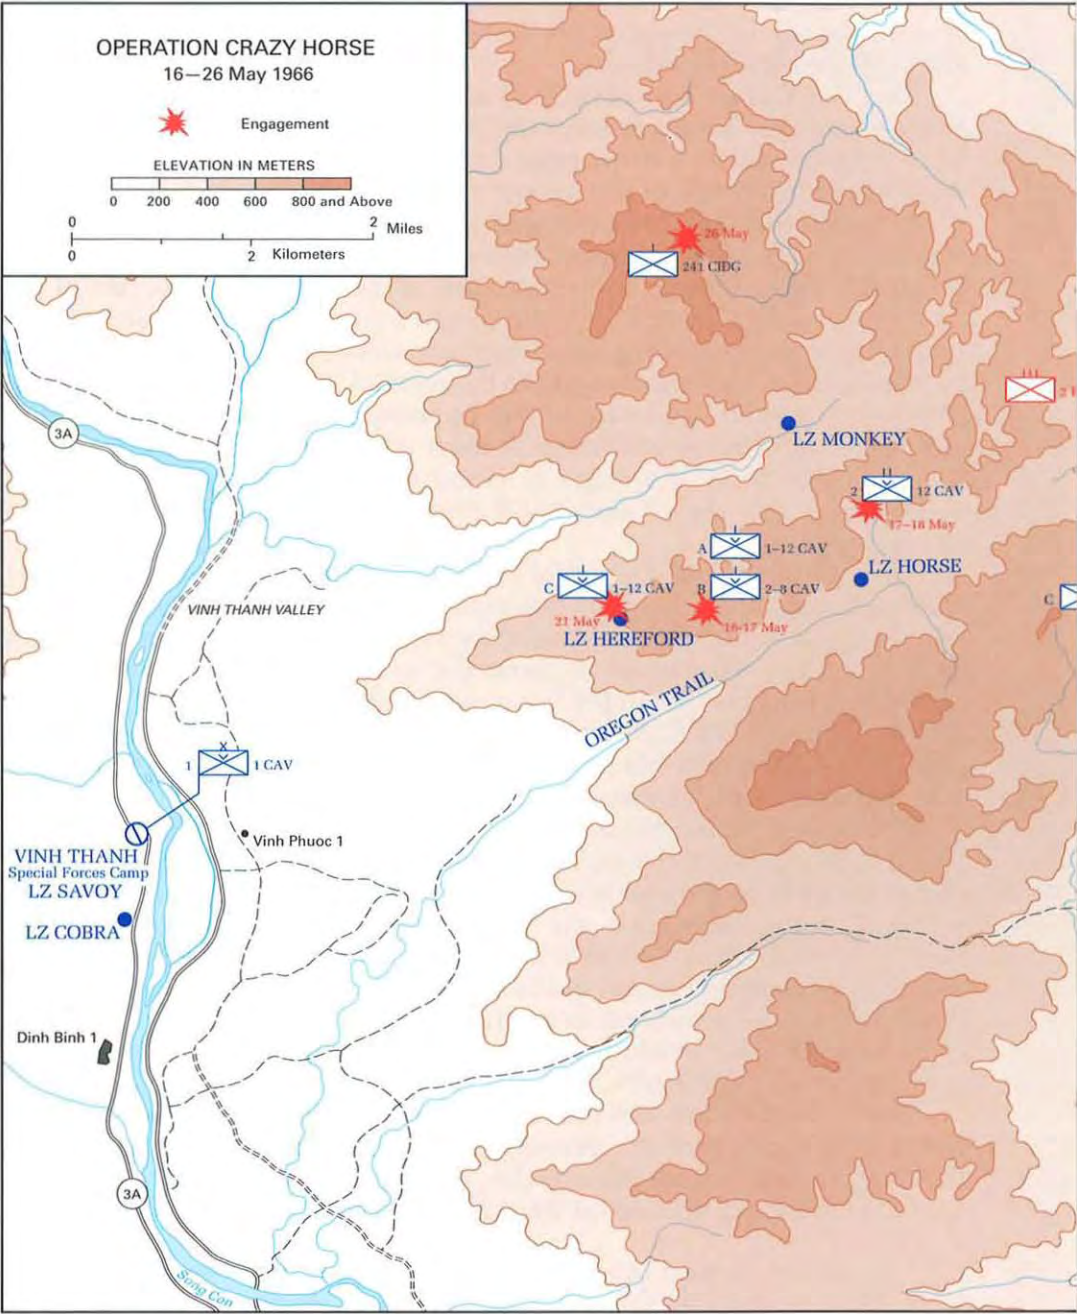 OPERATION CRAZY HORSE
16—26 May 1966
Engagement
ELEVATION IN METERS
0 200 400 600 800 and Above
0 2 Miles
0 2 Kilometers
26 May
241 CIDG
3A
2
LZ MONKEY
2 12 CAV
17–18 May
A 1–12 CAV
LZ HORSE
C 1–12 CAV
B 2–8 CAV
C
VINH THANH VALLEY
21 May
16–17 May
LZ HEREFORD
OREGON TRAIL
X
1 1 CAV
Vinh Phuoc 1
VINH THANH
Special Forces Camp
LZ SAVOY
LZ COBRA
Dinh Binh 1
3A
Song Con